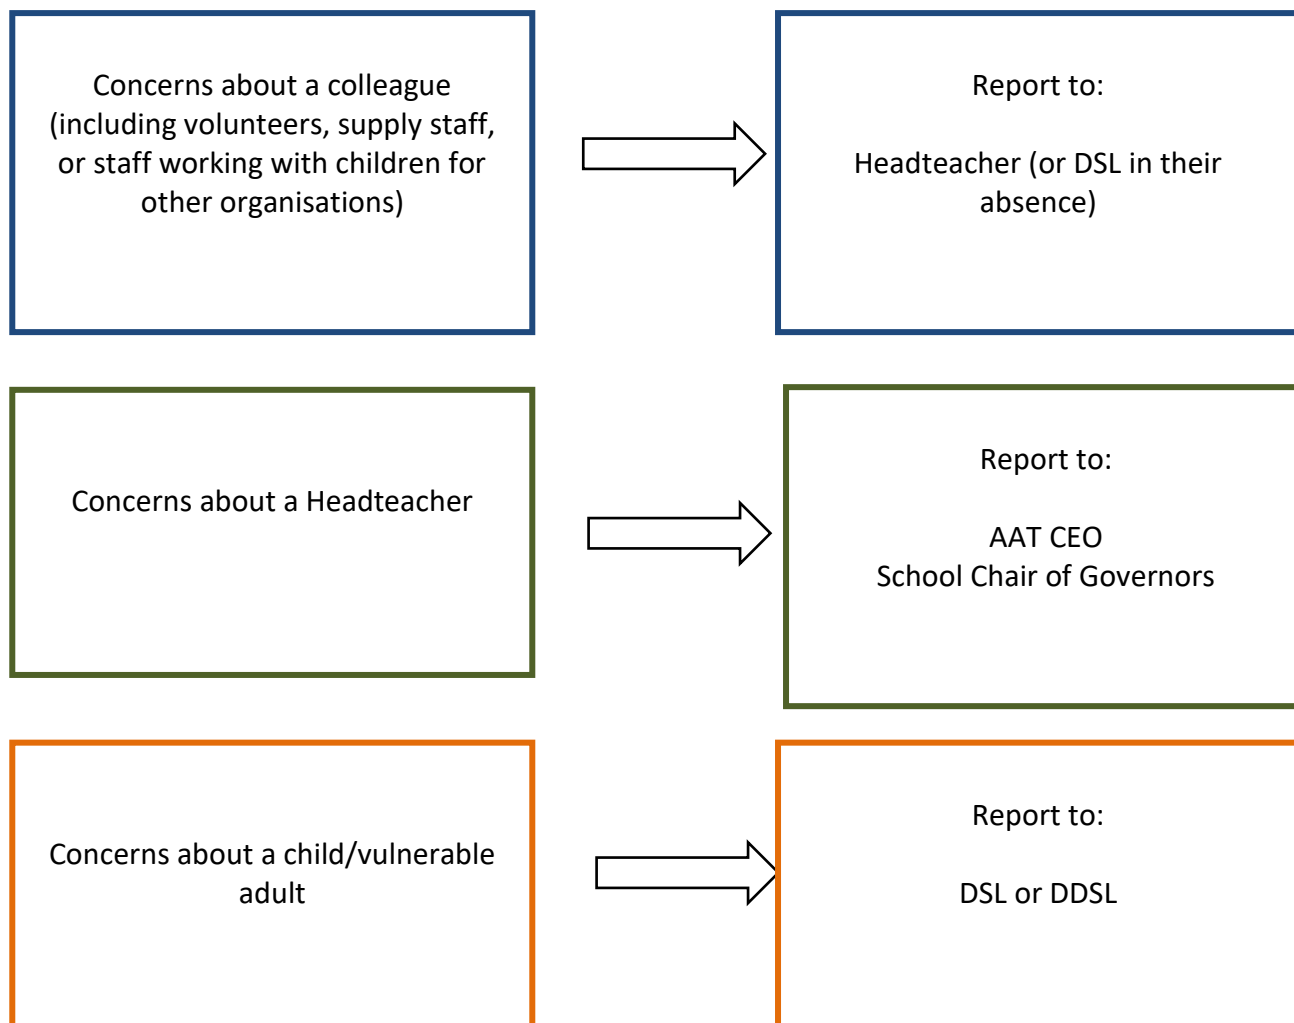 Concerns about a colleague
(including volunteers, supply staff,
or staff working with children for
other organisations)
Report to:
Headteacher (or DSL in their
absence)
Concerns about a Headteacher
Report to:
AAT CEO
School Chair of Governors
Concerns about a child/vulnerable
adult
Report to:
DSL or DDSL